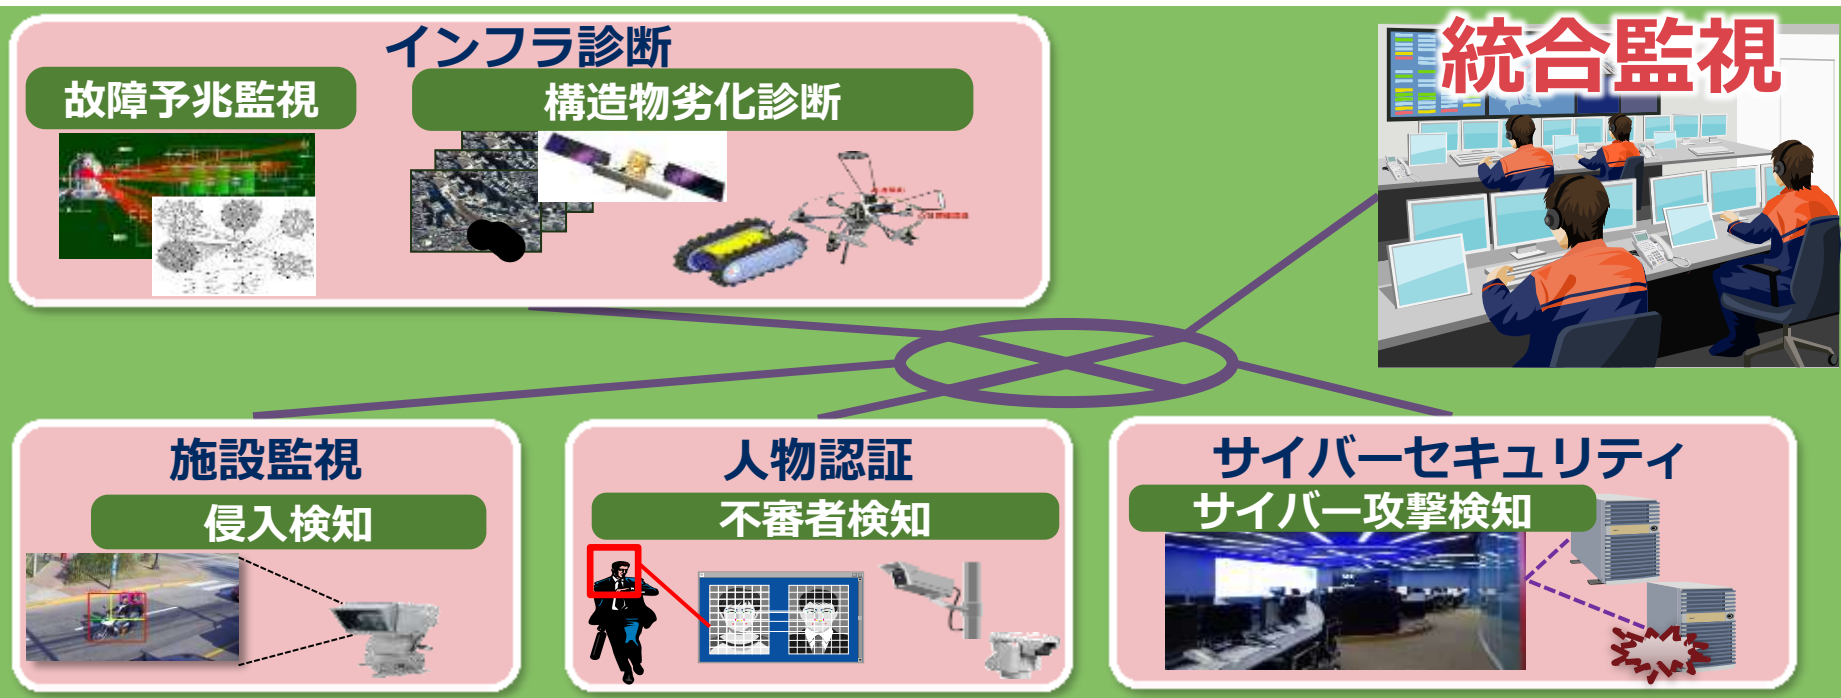 インフラ診断
統合監視
故障予兆監視
構造物劣化診断
施設監視
人物認証
サイバーセキュリティ
侵入検知
不審者検知
サイバー攻撃検知